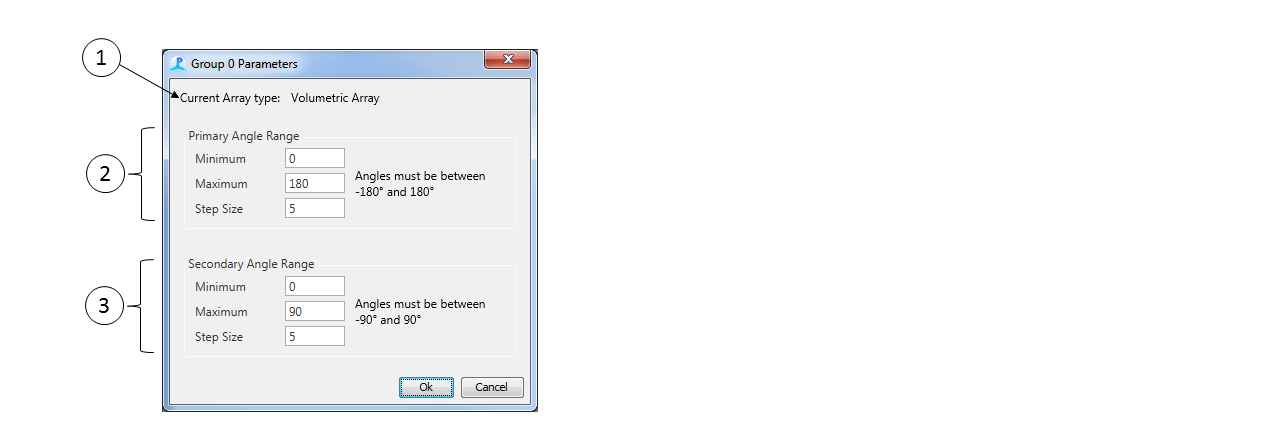 1
Group 0 Parameters
Current Array type: Volumetric Array
2
Primary Angle Range
Minimum 0
Maximum 180
Step Size 5
Angles must be between
-180° and 180°
3
Secondary Angle Range
Minimum 0
Maximum 90
Step Size 5
Angles must be between
-90° and 90°
Ok Cancel